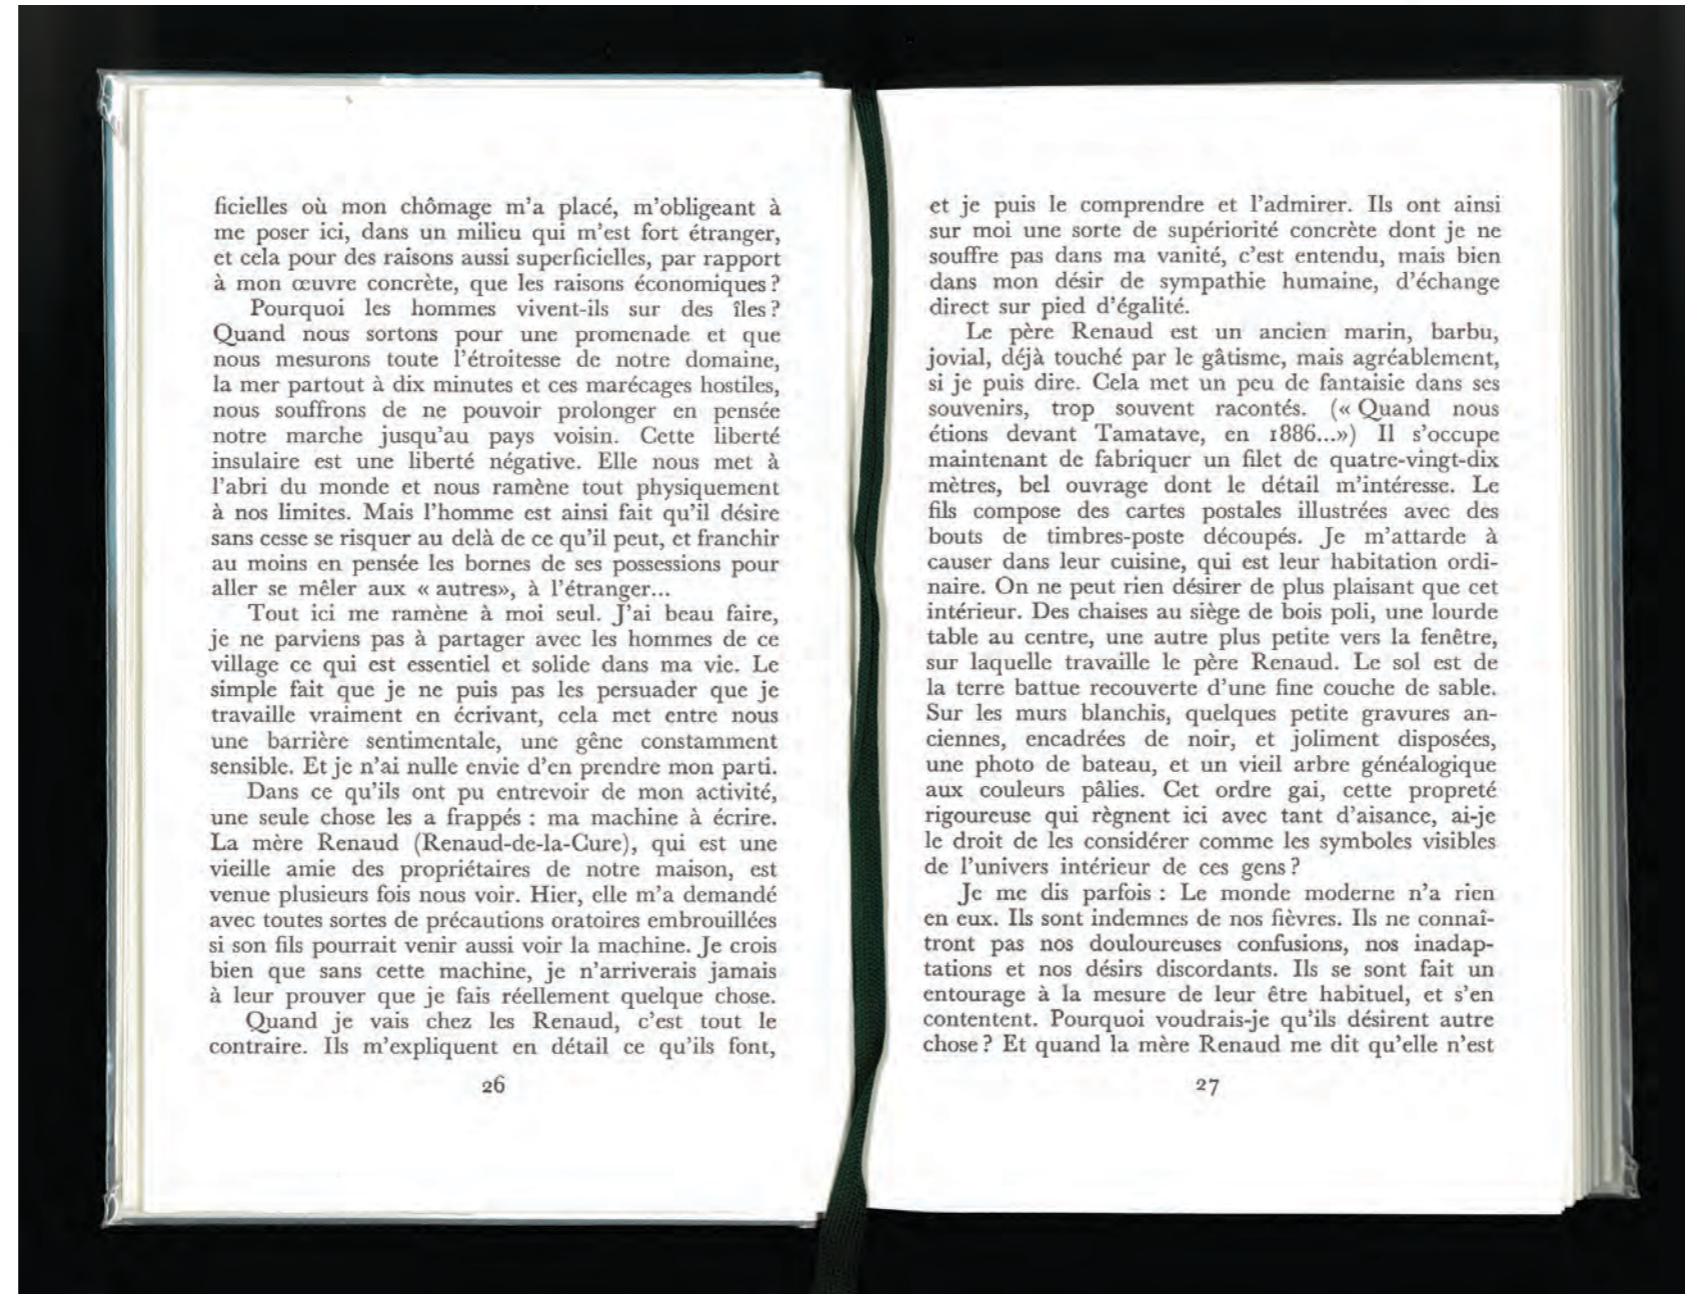 ficielles où mon chômage m'a placé, m'obligeant à
me poser ici, dans un milieu qui m'est fort étranger,
et cela pour des raisons aussi superficielles, par rapport
à mon œuvre concrète, que les raisons économiques ?
Pourquoi les hommes vivent-ils sur des îles ?
Quand nous sortons pour une promenade et que
nous mesurons toute l'étroitesse de notre domaine,
la mer partout à dix minutes et ces marécages hostiles,
nous souffrons de ne pouvoir prolonger en pensée
notre marche jusqu'au pays voisin. Cette liberté
insulaire est une liberté négative. Elle nous met à
l'abri du monde et nous ramène tout physiquement
à nos limites. Mais l'homme est ainsi fait qu'il désire
sans cesse se risquer au delà de ce qu'il peut, et franchir
au moins en pensée les bornes de ses possessions pour
aller se mêler aux « autres», à l'étranger...
Tout ici me ramène à moi seul. J'ai beau faire,
je ne parviens pas à partager avec les hommes de ce
village ce qui est essentiel et solide dans ma vie. Le
simple fait que je ne puis pas les persuader que je
travaille vraiment en écrivant, cela met entre nous
une barrière sentimentale, une gêne constamment
sensible. Et je n'ai nulle envie d'en prendre mon parti.
Dans ce qu'ils ont pu entrevoir de mon activité,
une seule chose les a frappés : ma machine à écrire.
La mère Renaud (Renaud-de-la-Cure), qui est une
vieille amie des propriétaires de notre maison, est
venue plusieurs fois nous voir. Hier, elle m'a demandé
avec toutes sortes de précautions oratoires embrouillées
si son fils pourrait venir aussi voir la machine. Je crois
bien que sans cette machine, je n'arriverais jamais
à leur prouver que je fais réellement quelque chose.
Quand je vais chez les Renaud, c'est tout le
contraire. Ils m'expliquent en détail ce qu'ils font,
26
et je puis le comprendre et l'admirer. Ils ont ainsi
sur moi une sorte de supériorité concrète dont je ne
souffre pas dans ma vanité, c'est entendu, mais bien
dans mon désir de sympathie humaine, d'échange
direct sur pied d'égalité.
Le père Renaud est un ancien marin, barbu,
jovial, déjà touché par le gâtisme, mais agréablement,
si je puis dire. Cela met un peu de fantaisie dans ses
souvenirs, trop souvent racontés. (« Quand nous
étions devant Tamatave, en 1886...») Il s'occupe
maintenant de fabriquer un filet de quatre-vingt-dix
mètres, bel ouvrage dont le détail m'intéresse. Le
fils compose des cartes postales illustrées avec des
bouts de timbres-poste découpés. Je m'attarde à
causer dans leur cuisine, qui est leur habitation ordi-
naire. On ne peut rien désirer de plus plaisant que cet
intérieur. Des chaises au siège de bois poli, une lourde
table au centre, une autre plus petite vers la fenêtre,
sur laquelle travaille le père Renaud. Le sol est de
la terre battue recouverte d'une fine couche de sable.
Sur les murs blanchis, quelques petite gravures an-
ciennes, encadrées de noir, et joliment disposées,
une photo de bateau, et un vieil arbre généalogique
aux couleurs pâlies. Cet ordre gai, cette propreté
rigoureuse qui règnent ici avec tant d'aisance, ai-je
le droit de les considérer comme les symboles visibles
de l'univers intérieur de ces gens ?
Je me dis parfois : Le monde moderne n'a rien
en eux. Ils sont indemnes de nos fièvres. Ils ne connaî-
tront pas nos douloureuses confusions, nos inadap-
tations et nos désirs discordants. Ils se sont fait un
entourage à la mesure de leur être habituel, et s'en
contentent. Pourquoi voudrais-je qu'ils désirent autre
chose ? Et quand la mère Renaud me dit qu'elle n'est
27